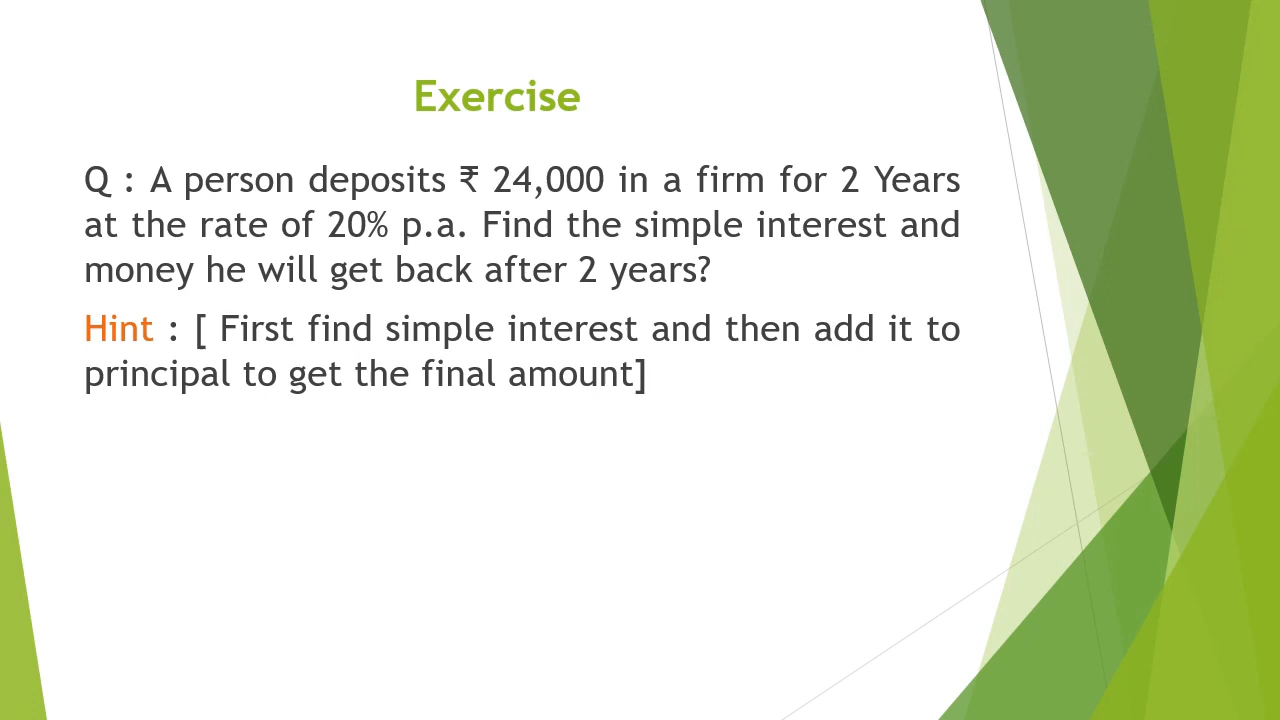 Exercise
Q : A person deposits ₹ 24,000 in a firm for 2 Years
at the rate of 20% p.a. Find the simple interest and
money he will get back after 2 years?
Hint : [ First find simple interest and then add it to
principal to get the final amount]